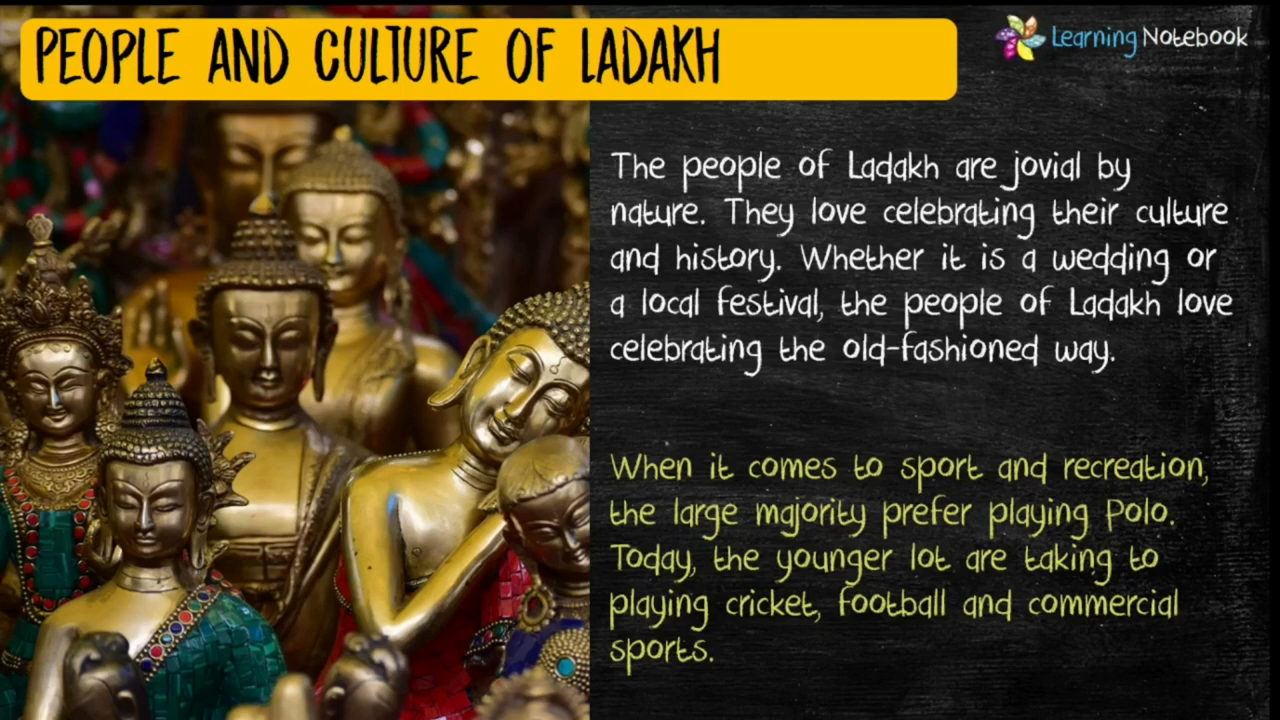 PEOPLE AND CULTURE OF LADAKH
Learning Notebook
The people of Ladakh are jovial by
nature. They love celebrating their culture
and history. Whether it is a wedding or
a local festival, the people of Ladakh love
celebrating the old-fashioned way.
When it comes to sport and recreation,
the large majority prefer playing Polo.
Today, the younger lot are taking to
playing cricket, football and commercial
sports.